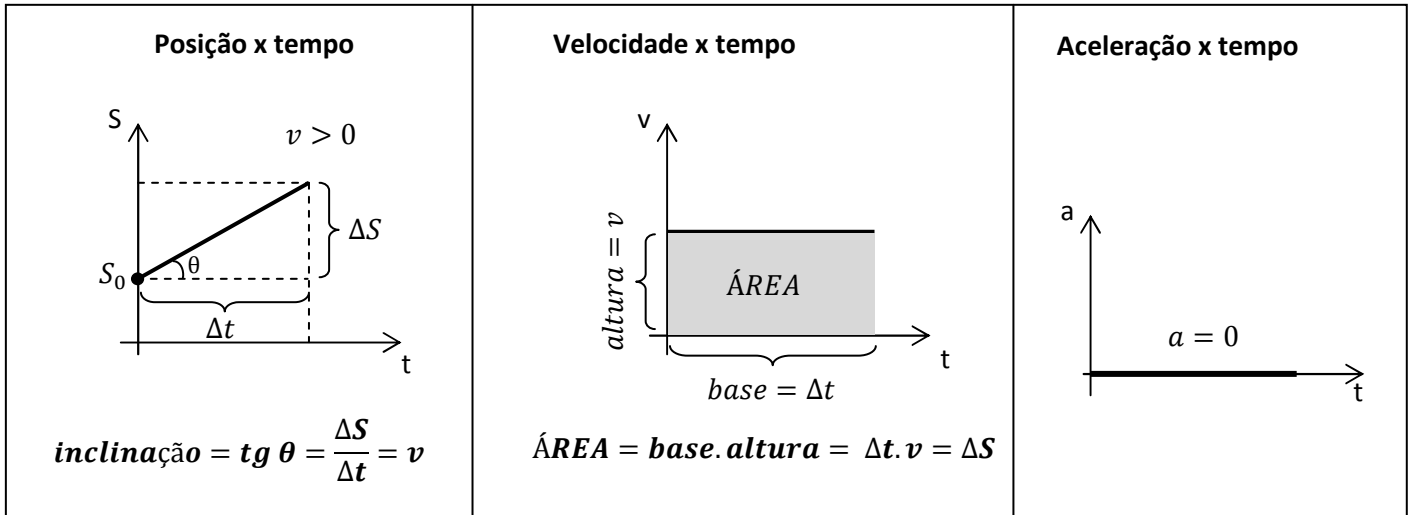 Posição x tempo
S
v > 0
ΔS
S₀
θ
Δt
t
inclinação = tg θ = ΔS/Δt = v
Velocidade x tempo
v
altura = v
ÁREA
t
base = Δt
ÁREA = base. altura = Δt. v = ΔS
Aceleração x tempo
a
a = 0
t